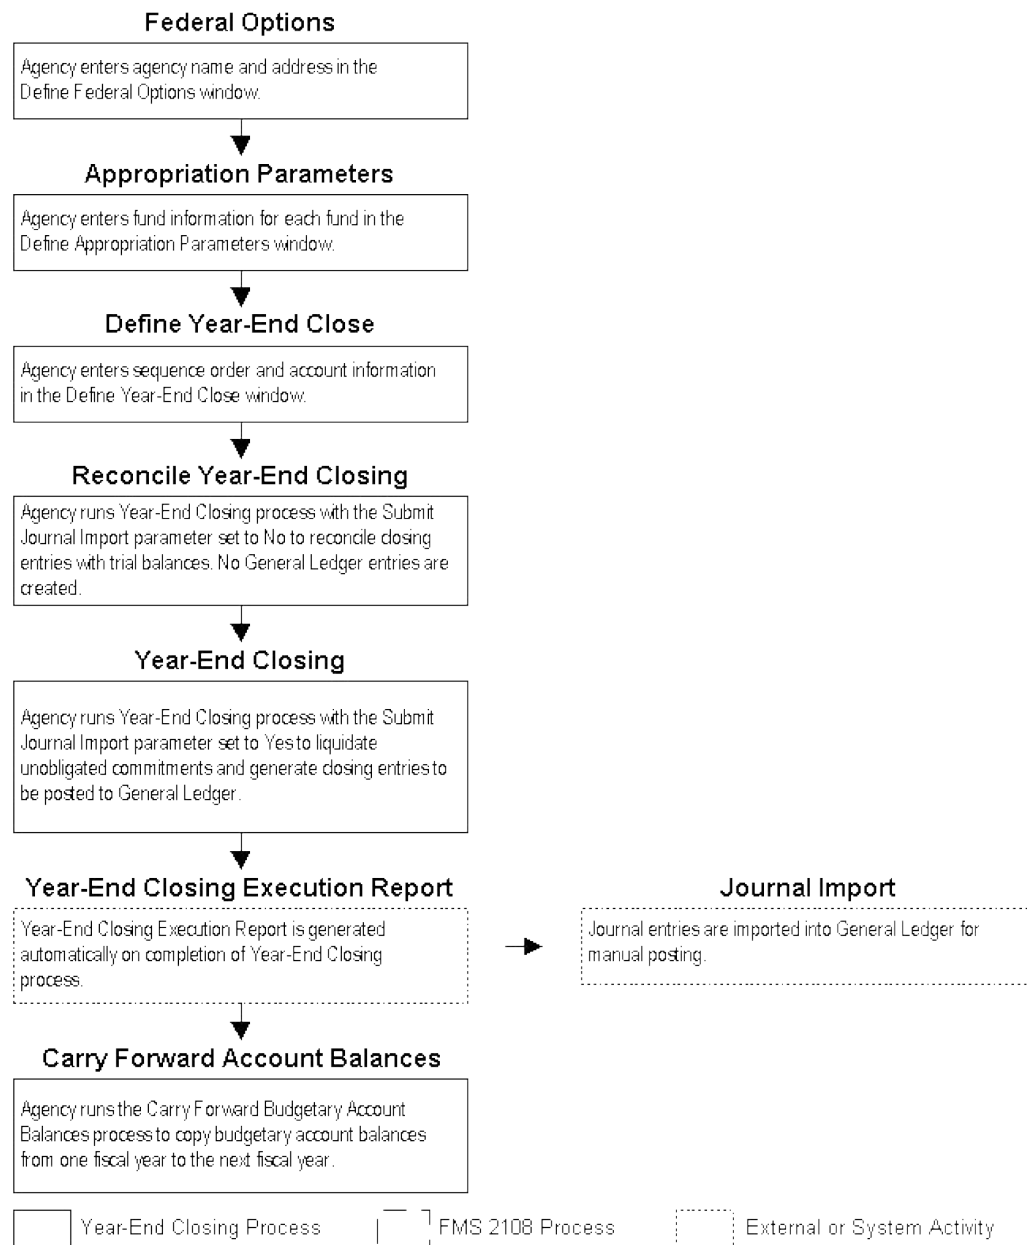 Federal Options
Agency enters agency name and address in the
Define Federal Options window.
Appropriation Parameters
Agency enters fund information for each fund in the
Define Appropriation Parameters window.
Define Year-End Close
Agency enters sequence order and account information
in the Define Year-End Close window.
Reconcile Year-End Closing
Agency runs Year-End Closing process with the Submit
Journal Import parameter set to No to reconcile closing
entries with trial balances. No General Ledger entries are
created.
Year-End Closing
Agency runs Year-End Closing process with the Submit
Journal Import parameter set to Yes to liquidate
unobligated commitments and generate closing entries to
be posted to General Ledger.
Year-End Closing Execution Report
Year-End Closing Execution Report is generated
automatically on completion of Year-End Closing
process.
Journal Import
Journal entries are imported into General Ledger for
manual posting.
Carry Forward Account Balances
Agency runs the Carry Forward Budgetary Account
Balances process to copy budgetary account balances
from one fiscal year to the next fiscal year.
Year-End Closing Process
FMS 2108 Process
External or System Activity